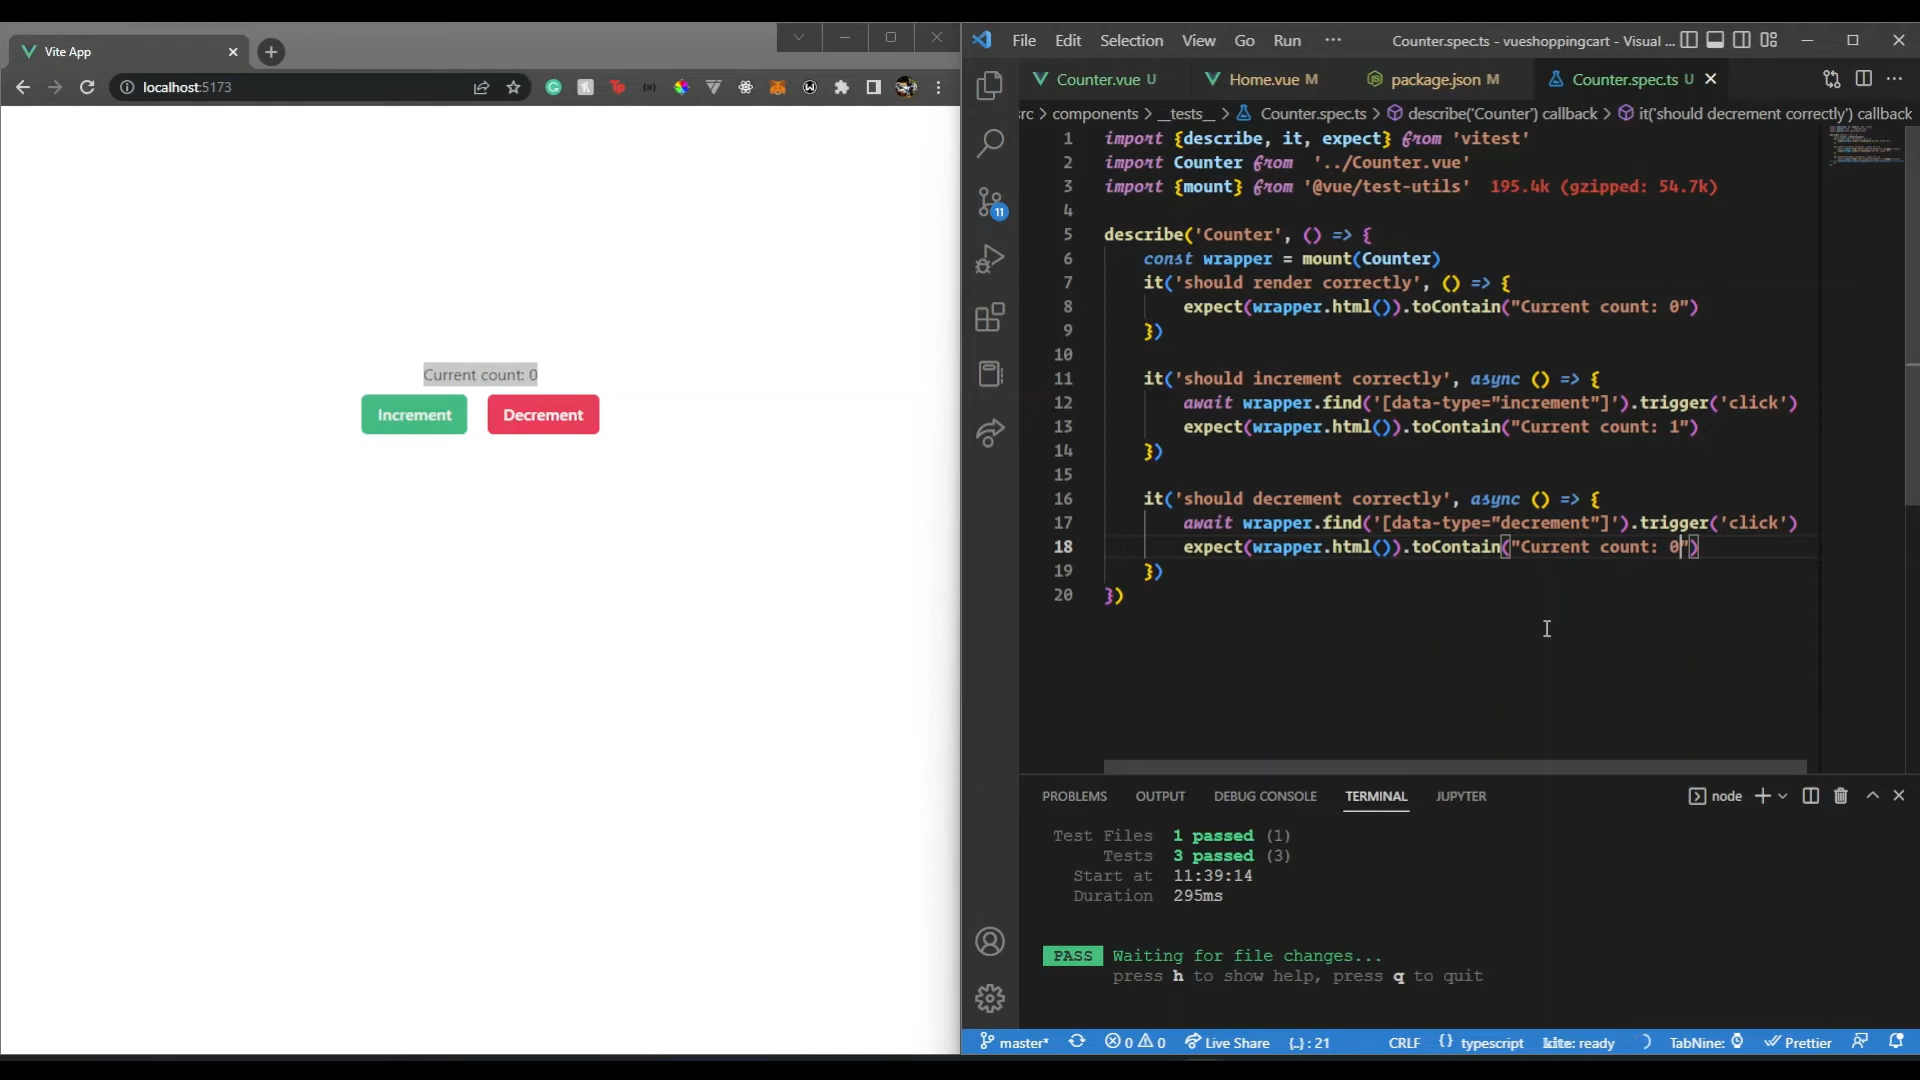 Vite App
localhost:5173
Current count: 0
Increment
Decrement
File Edit Selection View Go Run ··· Counter.spec.ts - vueshoppingcart - Visual ...
Counter.vue U Home.vue M package.json M Counter.spec.ts U
src > components > __tests__ > Counter.spec.ts > describe('Counter') callback > it('should decrement correctly') callback
1 import {describe, it, expect} from 'vitest'
2 import Counter from  '../Counter.vue'
3 import {mount} from '@vue/test-utils'  195.4k (gzipped: 54.7k)
4
5 describe('Counter', () => {
6 const wrapper = mount(Counter)
7 it('should render correctly', () => {
8 expect(wrapper.html()).toContain("Current count: 0")
9 })
10
11 it('should increment correctly', async () => {
12 await wrapper.find('[data-type="increment"]').trigger('click')
13 expect(wrapper.html()).toContain("Current count: 1")
14 })
15
16 it('should decrement correctly', async () => {
17 await wrapper.find('[data-type="decrement"]').trigger('click')
18 expect(wrapper.html()).toContain("Current count: 0")
19 })
20 })
11
PROBLEMS OUTPUT DEBUG CONSOLE TERMINAL JUPYTER node
Test Files 1 passed (1)
Tests 3 passed (3)
Start at 11:39:14
Duration 295ms
PASS Waiting for file changes...
press h to show help, press q to quit
master* 0 0 Live Share {..} : 21 CRLF {} typescript kite: ready TabNine: Prettier